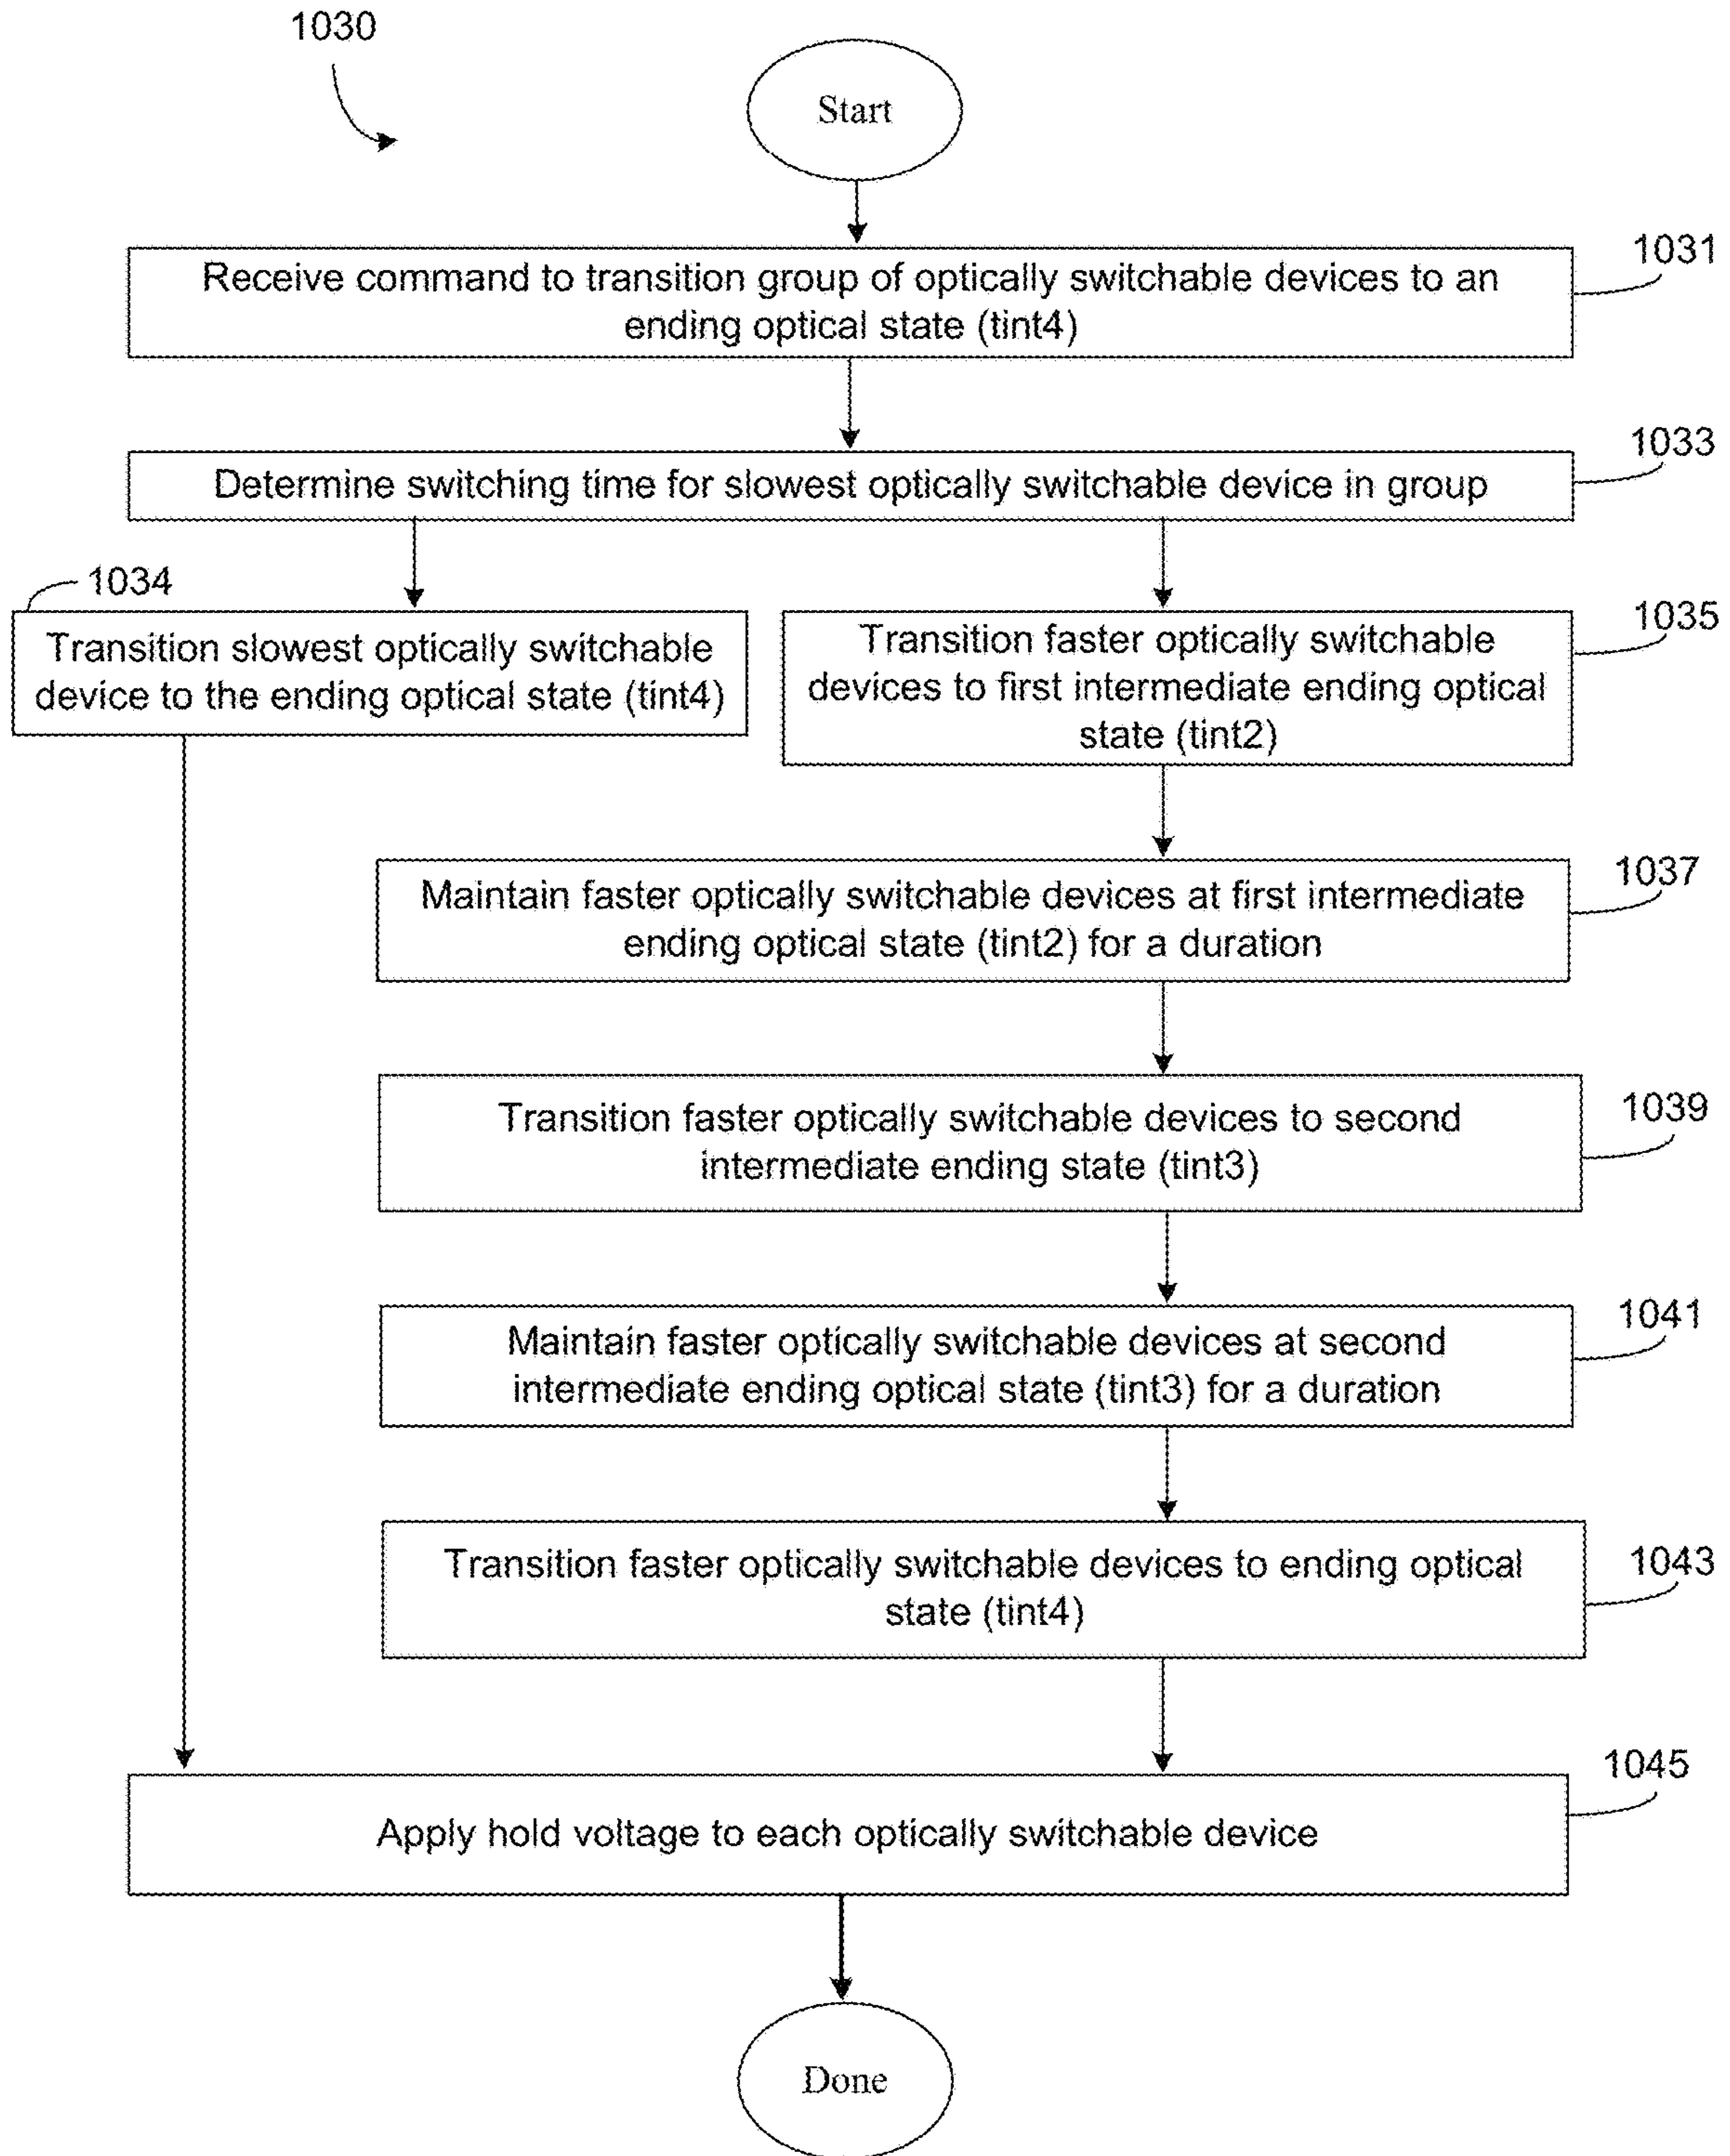 1030
Start
1031
Receive command to transition group of optically switchable devices to an
ending optical state (tint4)
1033
Determine switching time for slowest optically switchable device in group
1034
Transition slowest optically switchable
device to the ending optical state (tint4)
1035
Transition faster optically switchable
devices to first intermediate ending optical
state (tint2)
1037
Maintain faster optically switchable devices at first intermediate
ending optical state (tint2) for a duration
1039
Transition faster optically switchable devices to second
intermediate ending state (tint3)
1041
Maintain faster optically switchable devices at second
intermediate ending optical state (tint3) for a duration
1043
Transition faster optically switchable devices to ending optical
state (tint4)
1045
Apply hold voltage to each optically switchable device
Done